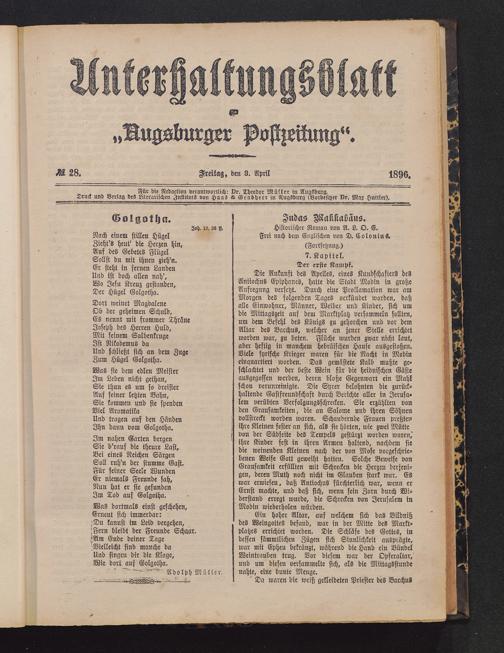 Unterhaltungsblatt
zur
„Augsburger Postzeitung“.
№ 28. Freitag, den 3. April 1896.
Für die Redaction verantwortlich: Dr. Theodor Müller in Augsburg.
Druck und Verlag des Literarischen Instituts von Haas & Grabherr in Augsburg (Vorbesitzer Dr. Max Huttler).
Golgotha.
Joh. 19, 38 ff.
Nach einem stillen Hügel
Zieht's heut' die Herzen hin,
Auf des Gebets Flügel
Sollst du mit ihnen zieh'n.
Er steht in fernen Landen
Und ist doch allen nah',
Wo Jesu Kreuz gestanden,
Der Hügel Golgotha.
Dort weinet Magdalene
Ob der geheimen Schuld,
Es nennt mit frommer Thräne
Joseph des Herren Huld,
Mit seinem Salbenkruge
Ist Nikodemus da
Und schließt sich an dem Zuge
Zum Hügel Golgotha.
Was sie dem edlen Meister
Im Leden nicht gethan,
Sie thun es um so dreister
Auf seiner letzten Bahn,
Sie kommen und sie spenden
Viel Aromatika
Und tragen auf den Händen
Ihn dann vom Golgotha.
Im nahen Garten bergen
Sie d'rauf die theure Last,
Bei eines Reichen Särgen
Soll ruh'n der stumme Gast.
Für seiner Seele Wunden
Er niemals Freunde sah,
Nun hat er sie gefunden
Im Tod auf Golgotha.
Was dortmals einst geschehen,
Erneut sich immerdar:
Du kannst im Leid vergehen,
Fern bleibt der Freunde Schaar.
Am Ende deiner Tage
Vielleicht sind manche da
Und singen dir die Klage,
Wie dort auf Golgotha.
Adolph Müller.
Judas Makkabäus.
Historischer Roman von A. L. O. E.
Frei nach dem Englischen von D. Colonius.
(Fortsetzung.)
7. Kapitel.
Der erste Kampf.
Die Ankunft des Apelles, eines Kundschafters des
Antiochus Epiphanes, hatte die Stadt Modin in große
Aufregung versetzt. Durch eine Proklamation war am
Morgen des folgenden Tages verkündet worden, daß
alle Einwohner, Männer, Weiber und Kinder, sich um
die Mittagszeit auf dem Marktplatz versammeln sollten,
um dem Befehl des Königs zu gehorchen und vor dem
Altar des Bacchus, welcher an jener Stelle errichtet
worden war, zu beten. Flüche wurden zwar nicht laut,
aber heftig in manchem hebräischen Hause ausgestoßen.
Viele syrische Krieger waren für die Nacht in Modin
einquartiert worden. Das gemästete Kalb mußte ge-
schlachtet und der beste Wein für die heidnischen Gäste
ausgegossen werden, deren bloße Gegenwart ein Mahl
schon verunreinigte. Die Syrer belohnten die zurück-
haltende Gastfreundschaft durch Berichte aller in Jerusa-
lem verübten Verfolgungsschrecken. Sie erzählten von
den Grausamkeiten, die an Salome und ihren Söhnen
vollstreckt worden waren. Schaudernde Frauen preßten
ihre Kleinen fester an sich, als sie hörten, wie zwei Mütter
von der Südseite des Tempels gestürzt worden waren,
ihre Kinder fest in ihren Armen haltend, nachdem sie
die weinenden Kleinen nach der von Mose vorgeschrie-
benen Weise Gott geweiht hatten. Solche Beweise von
Grausamkeit erfüllten mit Schrecken die Herzen derjeni-
gen, deren Muth noch nicht im Glauben wurzelte. Es
war erwiesen, daß Antiochus fürchterlich war, wenn er
Ernst machte, und daß sich, wenn sein Zorn durch Wi-
derstand erregt wurde, die Schrecken von Jerusalem in
Modin wiederholen würden.
Ein hoher Altar, auf welchem sich das Bildniß
des Weingottes befand, war in der Mitte des Markt-
platzes errichtet worden. Die Schläfe des Gottes, in
dessen sämmtlichen Zügen sich Sinnlichkeit ausprägte,
war mit Epheu bekränzt, während die Hand ein Bündel
Weintrauben trug. Vor diesem war der Opferaltar,
und um diesen versammelte sich, als die Mittagsstunde
nahte, eine bunte Menge.
Da waren die weiß gekleideten Priester des Bacchus